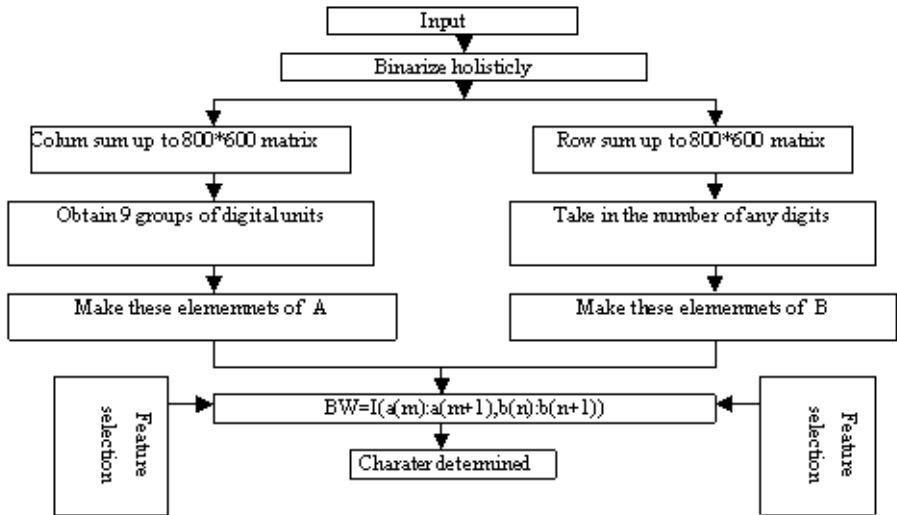 Input
Binarize holisticly
Colum sum up to 800*600 matrix
Row sum up to 800*600 matrix
Obtain 9 groups of digital units
Take in the number of any digits
Make these elememnets of A
Make these elememnets of B
Feature
selection
BW=I(a(m):a(m+1),b(n):b(n+1))
Feature
selection
Charater determined